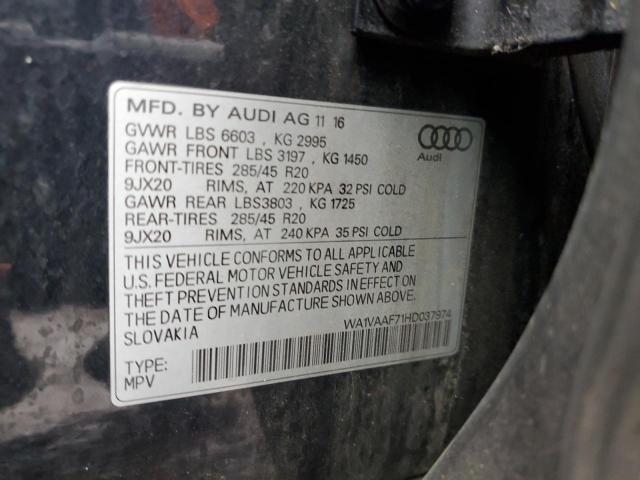 MFD. BY AUDI AG 11 16
GVWR LBS 6603 , KG 2995
GAWR FRONT LBS 3197 , KG 1450
FRONT-TIRES 285/45 R20
9JX20 RIMS, AT 220 KPA 32 PSI COLD
GAWR REAR LBS3803 , KG 1725
REAR-TIRES 285/45 R20
9JX20 RIMS, AT 240 KPA 35 PSI COLD
Audi
THIS VEHICLE CONFORMS TO ALL APPLICABLE
U.S. FEDERAL MOTOR VEHICLE SAFETY AND
THEFT PREVENTION STANDARDS IN EFFECT ON
THE DATE OF MANUFACTURE SHOWN ABOVE.
SLOVAKIA
WA1VAAF71HD037974
TYPE:
MPV